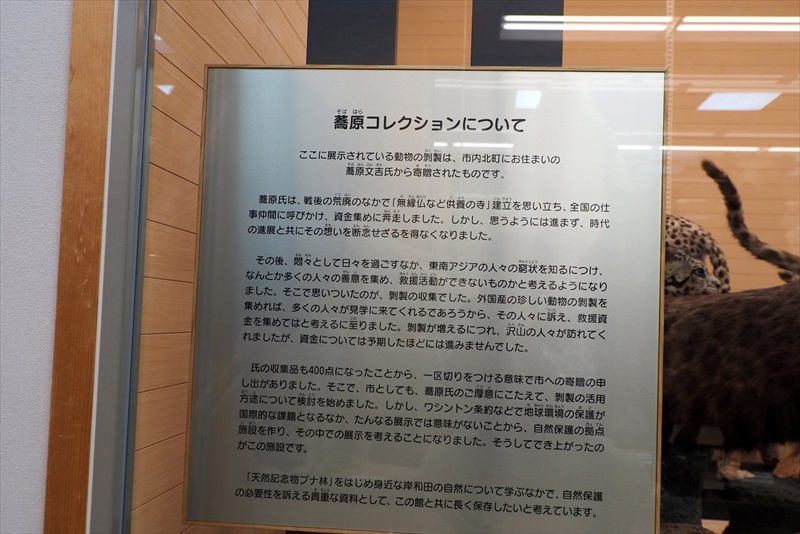 蕎原コレクションについて
ここに展示されている動物の剝製は、市内北町にお住まいの
蕎原文吉氏から寄贈されたものです。
蕎原氏は、戦後の荒廃のなかで「無縁仏など供養の寺」建立を思い立ち、全国の仕
事仲間に呼びかけ、資金集めに奔走しました。しかし、思うようには進まず、時代
の進展と共にその想いを断念せざるを得なくなりました。
その後、悶々として日々を過ごすなか、東南アジアの人々の窮状を知るにつけ、
なんとか多くの人々の善意を集め、救援活動ができないものかと考えるようになり
ました。そこで思いついたのが、剝製の収集でした。外国産の珍しい動物の剝製を
集めれば、多くの人々が見学に来てくれるであろうから、その人々に訴え、救援資
金を集めてはと考えるに至りました。剝製が増えるにつれ、沢山の人々が訪れてく
れましたが、資金については予期したほどには進みませんでした。
氏の収集品も400点になったことから、一区切りをつける意味で市への寄贈の申
し出がありました。そこで、市としても、蕎原氏のご厚意にこたえて、剝製の活用
方途について検討を始めました。しかし、ワシントン条約などで地球環境の保護が
国際的な課題となるなか、たんなる展示では意味がないことから、自然保護の拠点
施設を作り、その中での展示を考えることになりました。そうしてでき上がったの
がこの施設です。
「天然記念物ブナ林」をはじめ身近な岸和田の自然について学ぶなかで、自然保護
の必要性を訴える貴重な資料として、この館と共に長く保存したいと考えています。